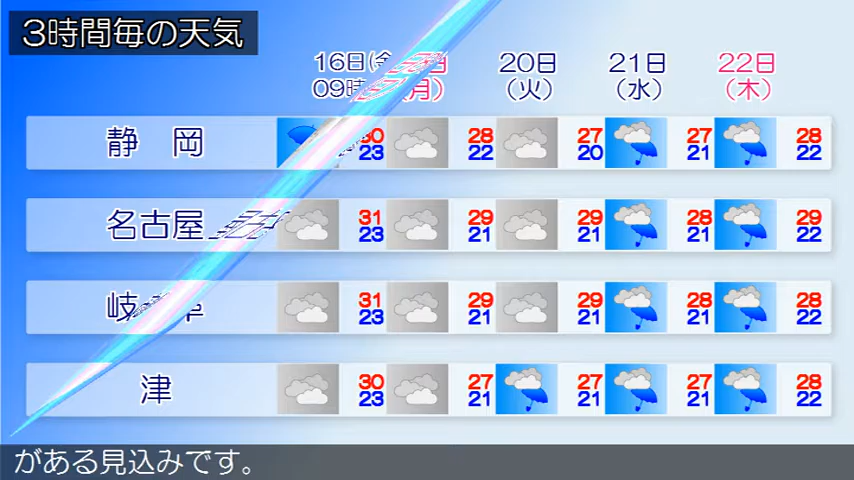 3時間毎の天気
16日 20日 21日 22日
09時 (月) (火) (水) (木)
静岡 30 28 27 27 28
23 22 20 21 22
名古屋 31 29 29 28 29
23 21 21 21 22
岐阜 31 29 29 28 28
23 21 21 21 22
津 30 27 27 27 28
23 21 21 21 22
がある見込みです。